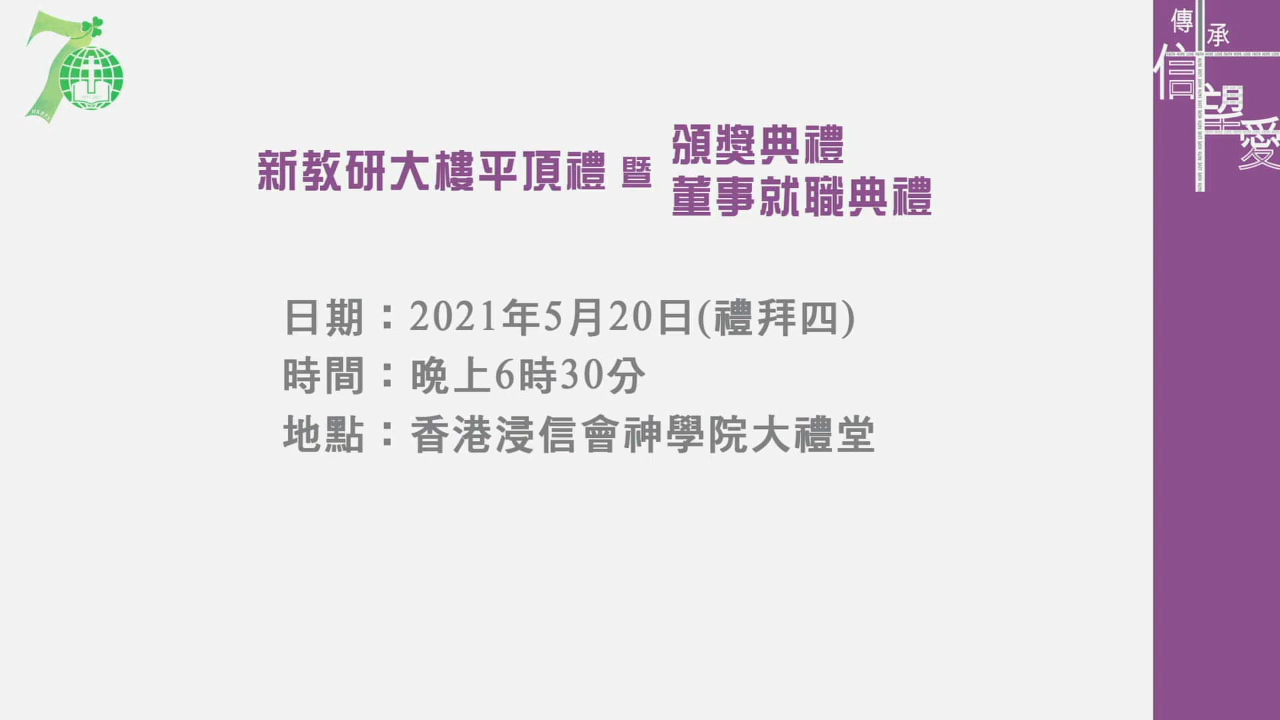 傳承
信
望
愛
新教研大樓平頂禮 暨 頒獎典禮
董事就職典禮
日期：2021年5月20日(禮拜四)
時間：晚上6時30分
地點：香港浸信會神學院大禮堂